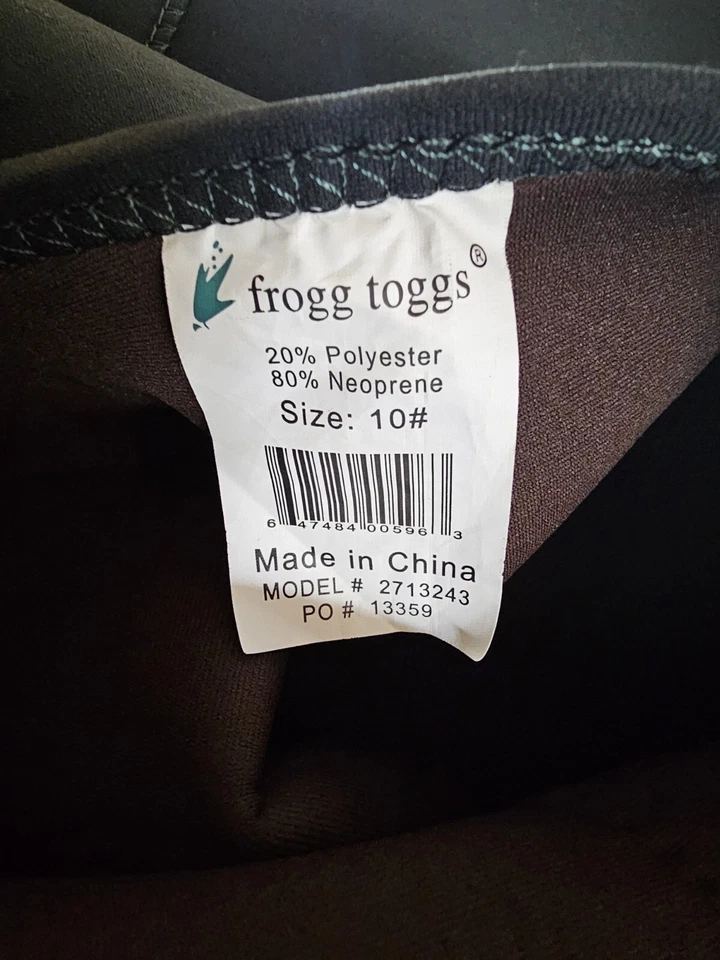 frogg toggs®
20% Polyester
80% Neoprene
Size: 10#
6 47484 00596 3
Made in China
MODEL # 2713243
PO # 13359